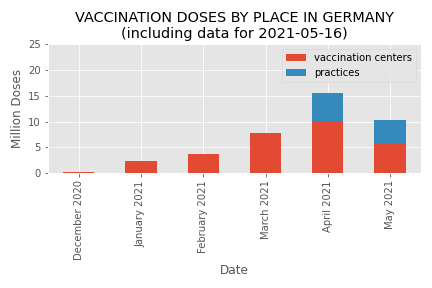 VACCINATION DOSES BY PLACE IN GERMANY
(including data for 2021-05-16)
vaccination centers
practices
Million Doses
25
20
15
10
5
0
December 2020
January 2021
February 2021
March 2021
April 2021
May 2021
Date